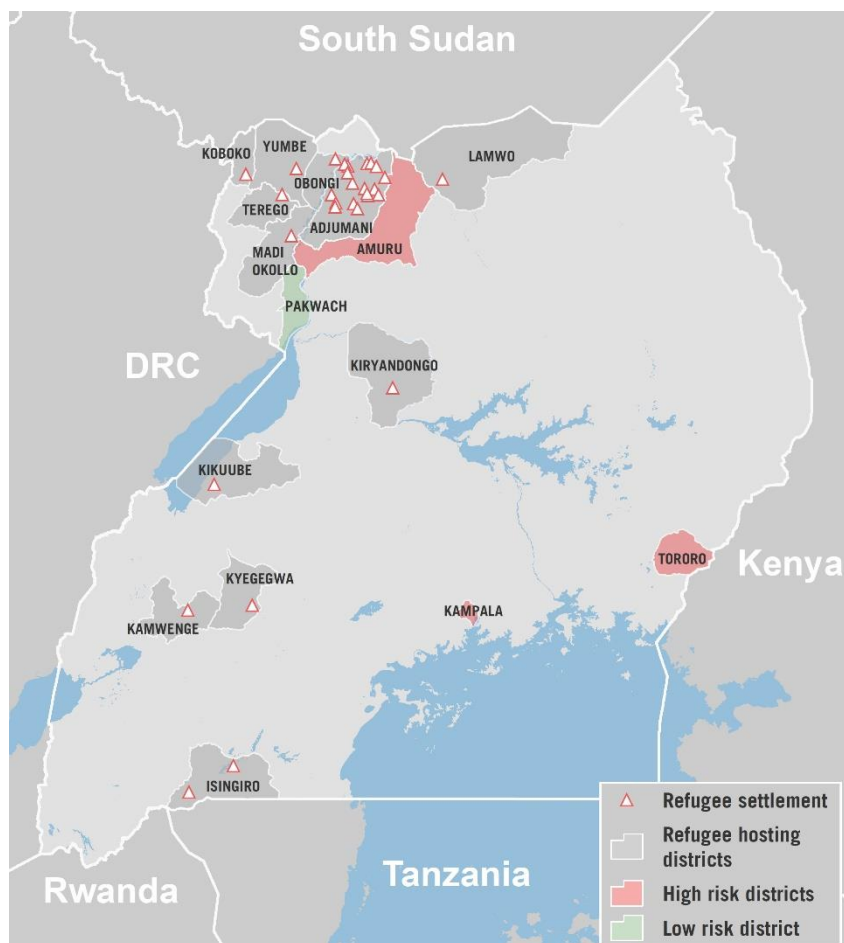 South Sudan
KOBOKO
YUMBE
LAMWO
OBONGI
TEREGO
ADJUMANI
MADI
OKOLLO
AMURU
PAKWACH
DRC
KIRYANDONGO
KIKUUBE
TORORO
Kenya
KYEGEGWA
KAMWENGE
KAMPALA
ISINGIRO
Rwanda
Tanzania
Refugee settlement
Refugee hosting
districts
High risk districts
Low risk district